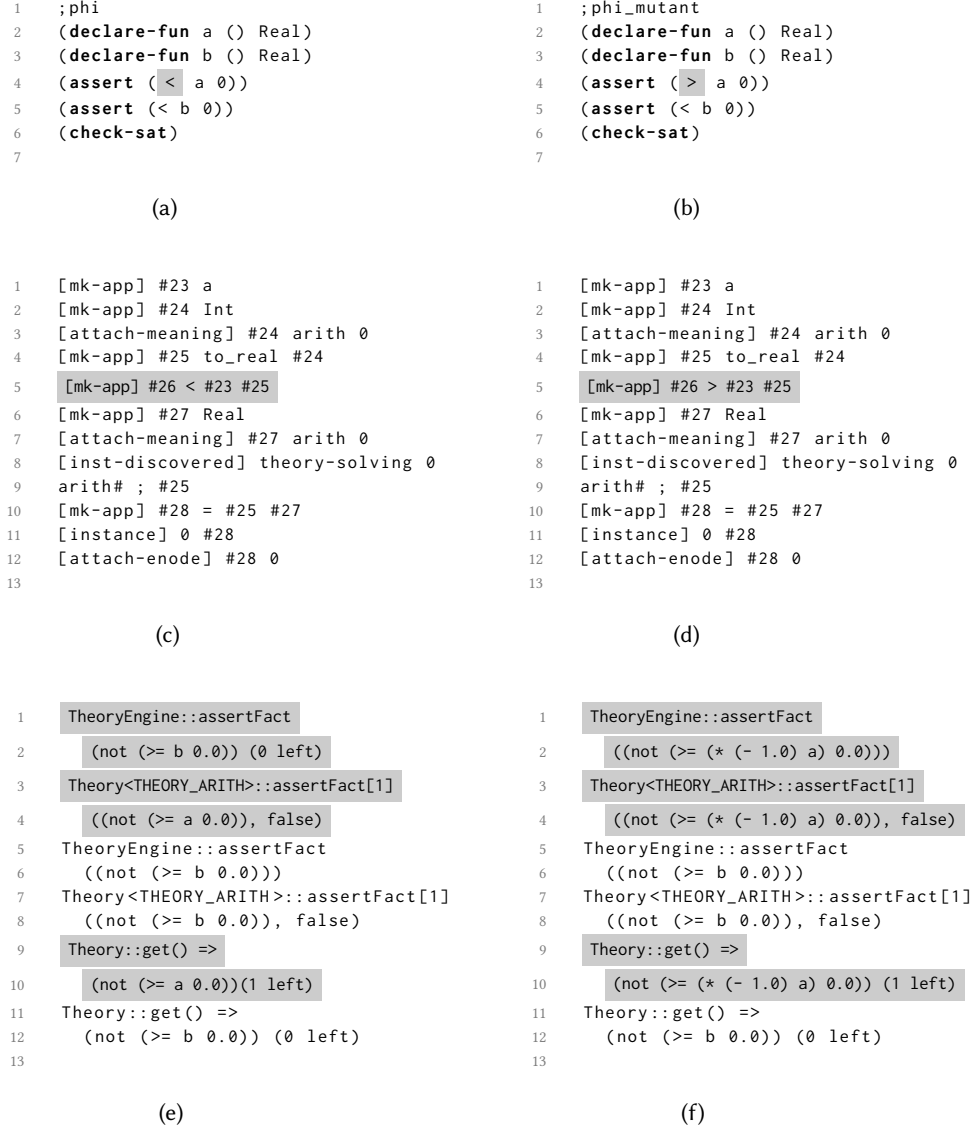 1 ;phi
2 (declare-fun a () Real)
3 (declare-fun b () Real)
4 (assert ( < a 0))
5 (assert (< b 0))
6 (check-sat)
7
(a)
1 ;phi_mutant
2 (declare-fun a () Real)
3 (declare-fun b () Real)
4 (assert ( > a 0))
5 (assert (< b 0))
6 (check-sat)
7
(b)
1 [mk-app] #23 a
2 [mk-app] #24 Int
3 [attach-meaning] #24 arith 0
4 [mk-app] #25 to_real #24
5 [mk-app] #26 < #23 #25
6 [mk-app] #27 Real
7 [attach-meaning] #27 arith 0
8 [inst-discovered] theory-solving 0
9 arith# ; #25
10 [mk-app] #28 = #25 #27
11 [instance] 0 #28
12 [attach-enode] #28 0
13
(c)
1 [mk-app] #23 a
2 [mk-app] #24 Int
3 [attach-meaning] #24 arith 0
4 [mk-app] #25 to_real #24
5 [mk-app] #26 > #23 #25
6 [mk-app] #27 Real
7 [attach-meaning] #27 arith 0
8 [inst-discovered] theory-solving 0
9 arith# ; #25
10 [mk-app] #28 = #25 #27
11 [instance] 0 #28
12 [attach-enode] #28 0
13
(d)
1 TheoryEngine::assertFact
2 (not (>= b 0.0)) (0 left)
3 Theory<THEORY_ARITH>::assertFact[1]
4 ((not (>= a 0.0)), false)
5 TheoryEngine::assertFact
6 ((not (>= b 0.0)))
7 Theory<THEORY_ARITH>::assertFact[1]
8 ((not (>= b 0.0)), false)
9 Theory::get() =>
10 (not (>= a 0.0))(1 left)
11 Theory::get() =>
12 (not (>= b 0.0)) (0 left)
13
(e)
1 TheoryEngine::assertFact
2 ((not (>= (* (- 1.0) a) 0.0)))
3 Theory<THEORY_ARITH>::assertFact[1]
4 ((not (>= (* (- 1.0) a) 0.0)), false)
5 TheoryEngine::assertFact
6 ((not (>= b 0.0)))
7 Theory<THEORY_ARITH>::assertFact[1]
8 ((not (>= b 0.0)), false)
9 Theory::get() =>
10 (not (>= (* (- 1.0) a) 0.0)) (1 left)
11 Theory::get() =>
12 (not (>= b 0.0)) (0 left)
13
(f)